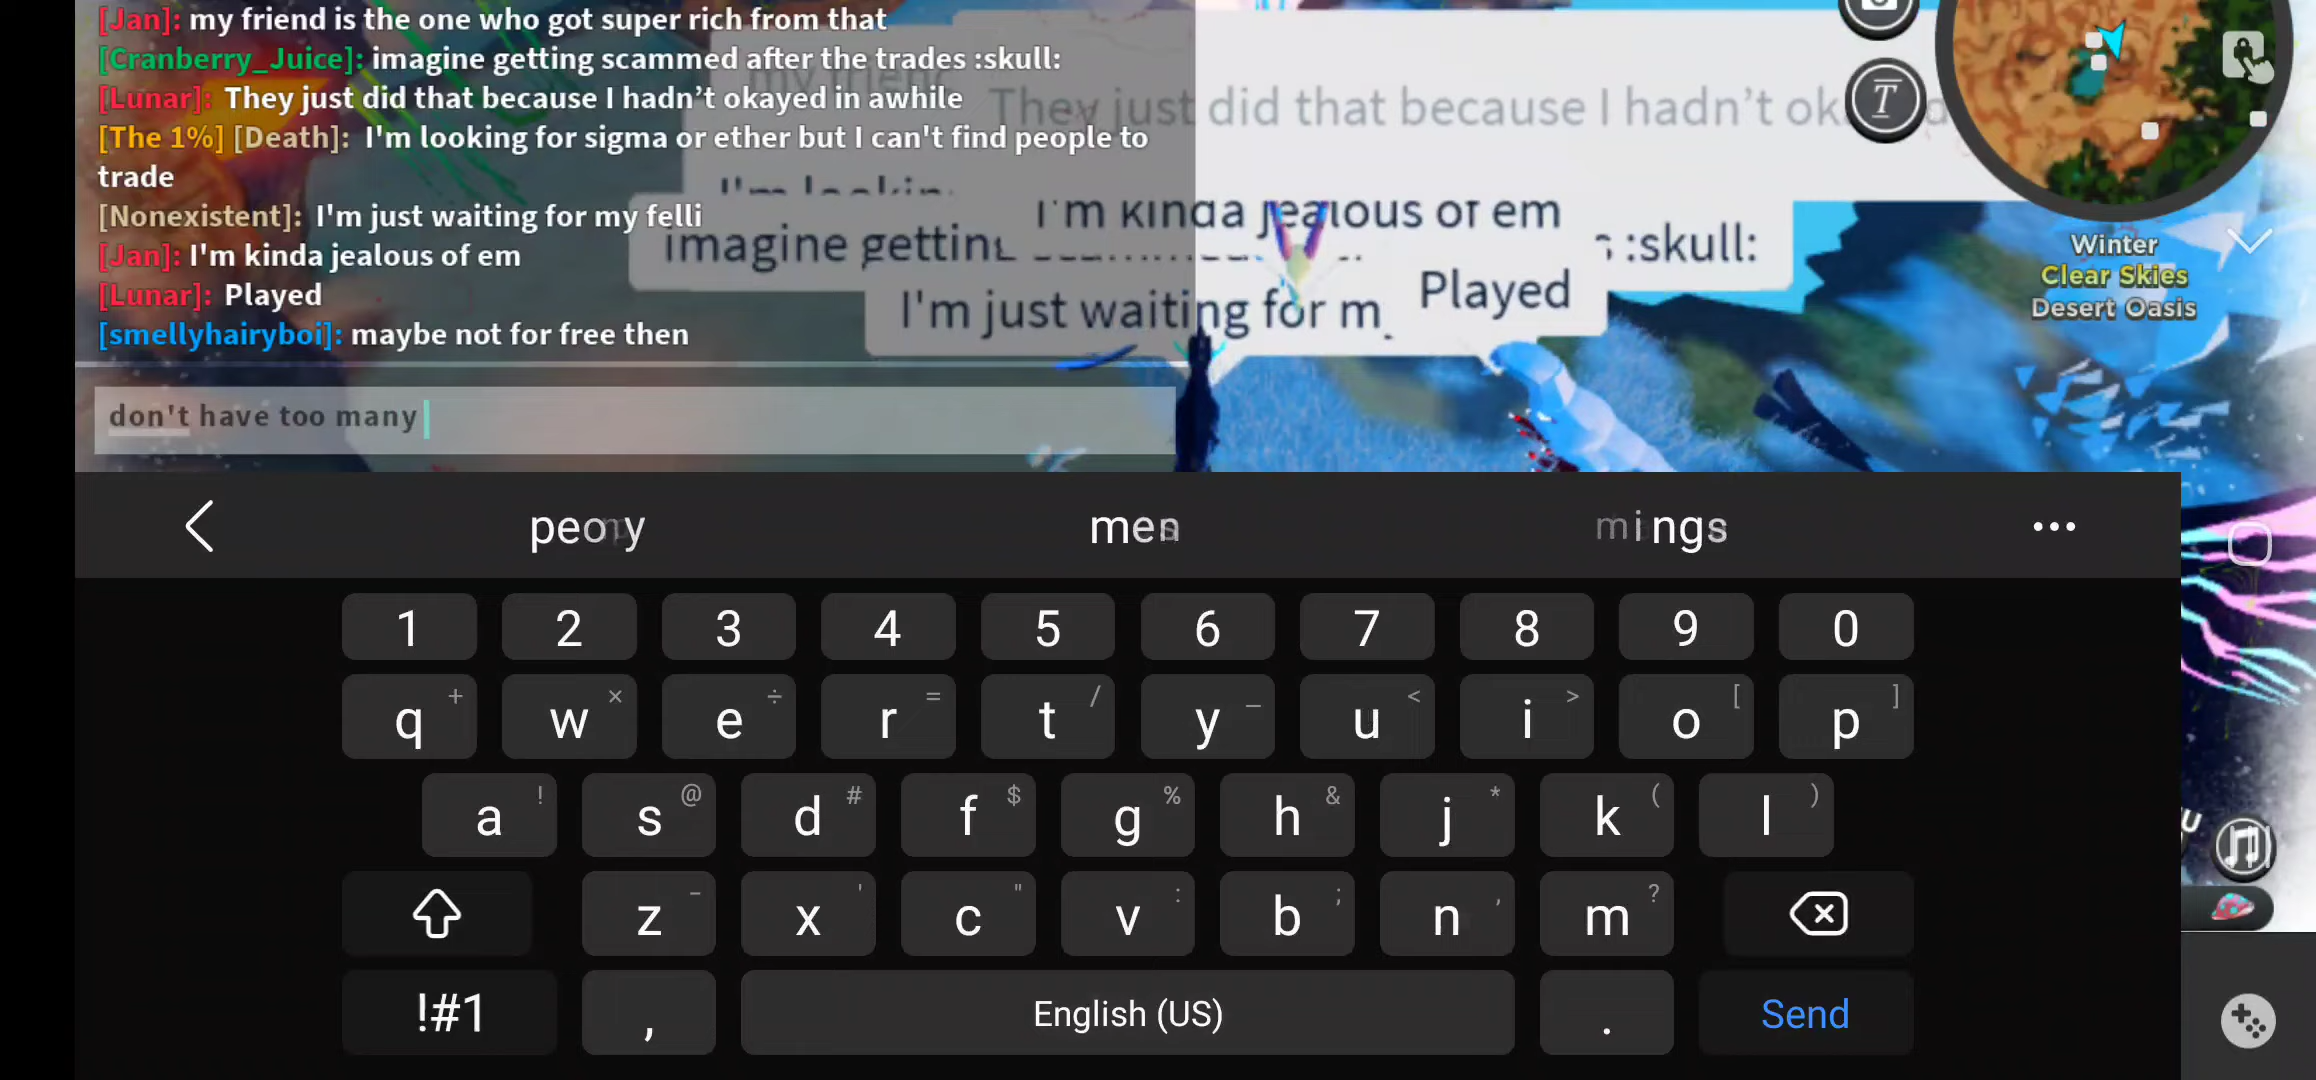 [Jan]: my friend is the one who got super rich from that
[Cranberry_Juice]: imagine getting scammed after the trades :skull:
[Lunar]: They just did that because I hadn't okayed in awhile
[The 1%] [Death]: I'm looking for sigma or ether but I can't find people to
trade
[Nonexistent]: I'm just waiting for my felli
[Jan]: I'm kinda jealous of em
[Lunar]: Played
[smellyhairyboi]: maybe not for free then
don't have too many
my friend
They just did that because I hadn't
I'm
I'm kinda jealous of em
imagine
:skull:
I'm just waiting for
Played
T
Winter
Clear Skies
Desert Oasis
men
1 2 3 4 5 6 7 8 9 0
q + w × e ÷ r = t / y _ u < i > o [ p ]
a ! s @ d # f $ g % h & j * k ( l )
z - x ' c " v : b ; n , m ?
!#1 , English (US) . Send